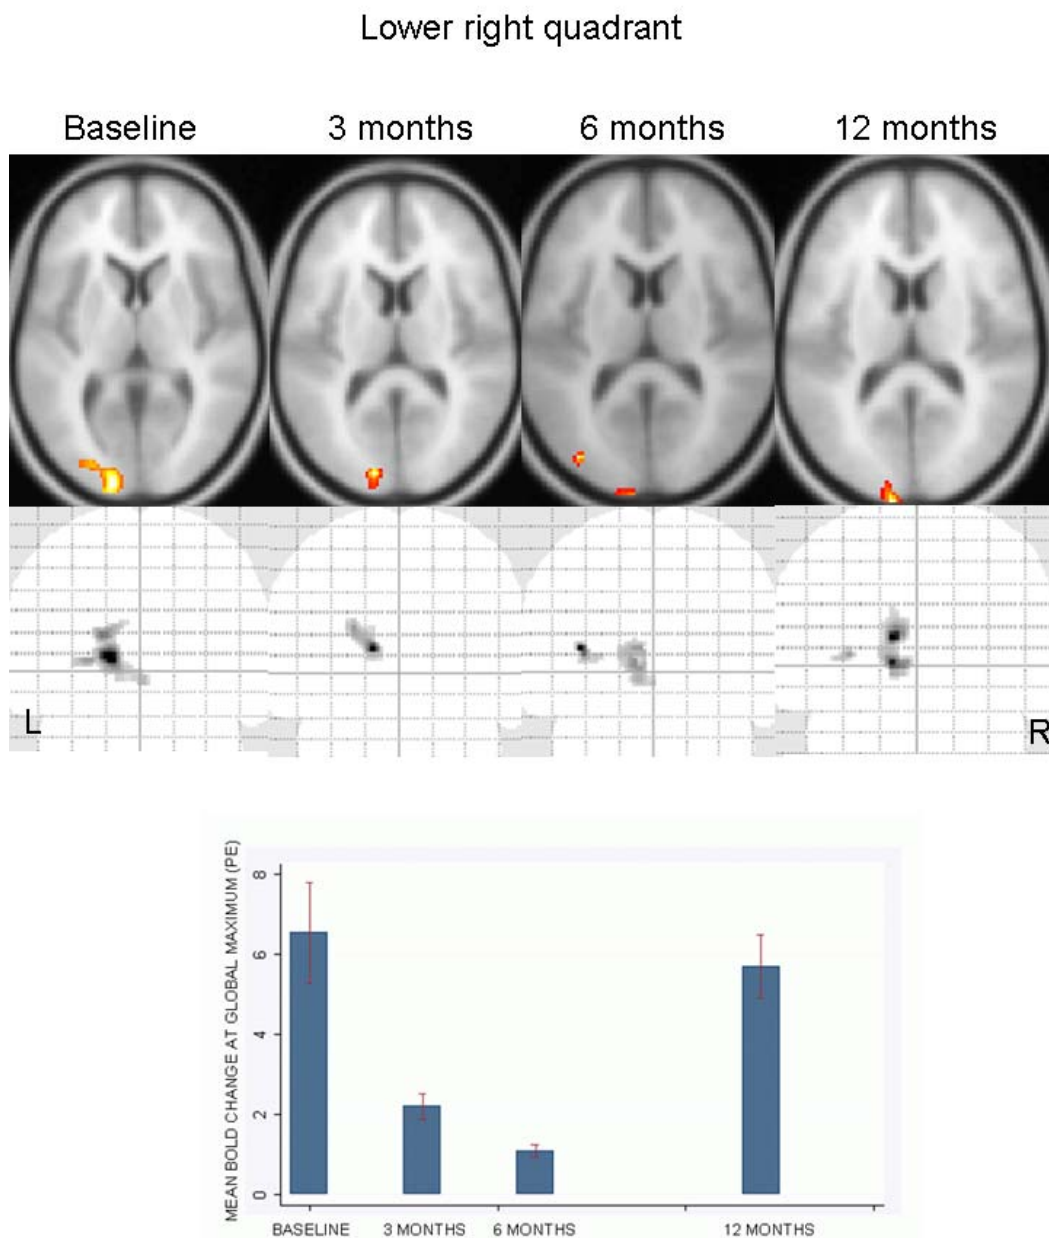 Lower right quadrant
Baseline 3 months 6 months 12 months
L R
MEAN BOLD CHANGE AT GLOBAL MAXIMUM (PE)
8
6
4
2
0
BASELINE 3 MONTHS 6 MONTHS 12 MONTHS